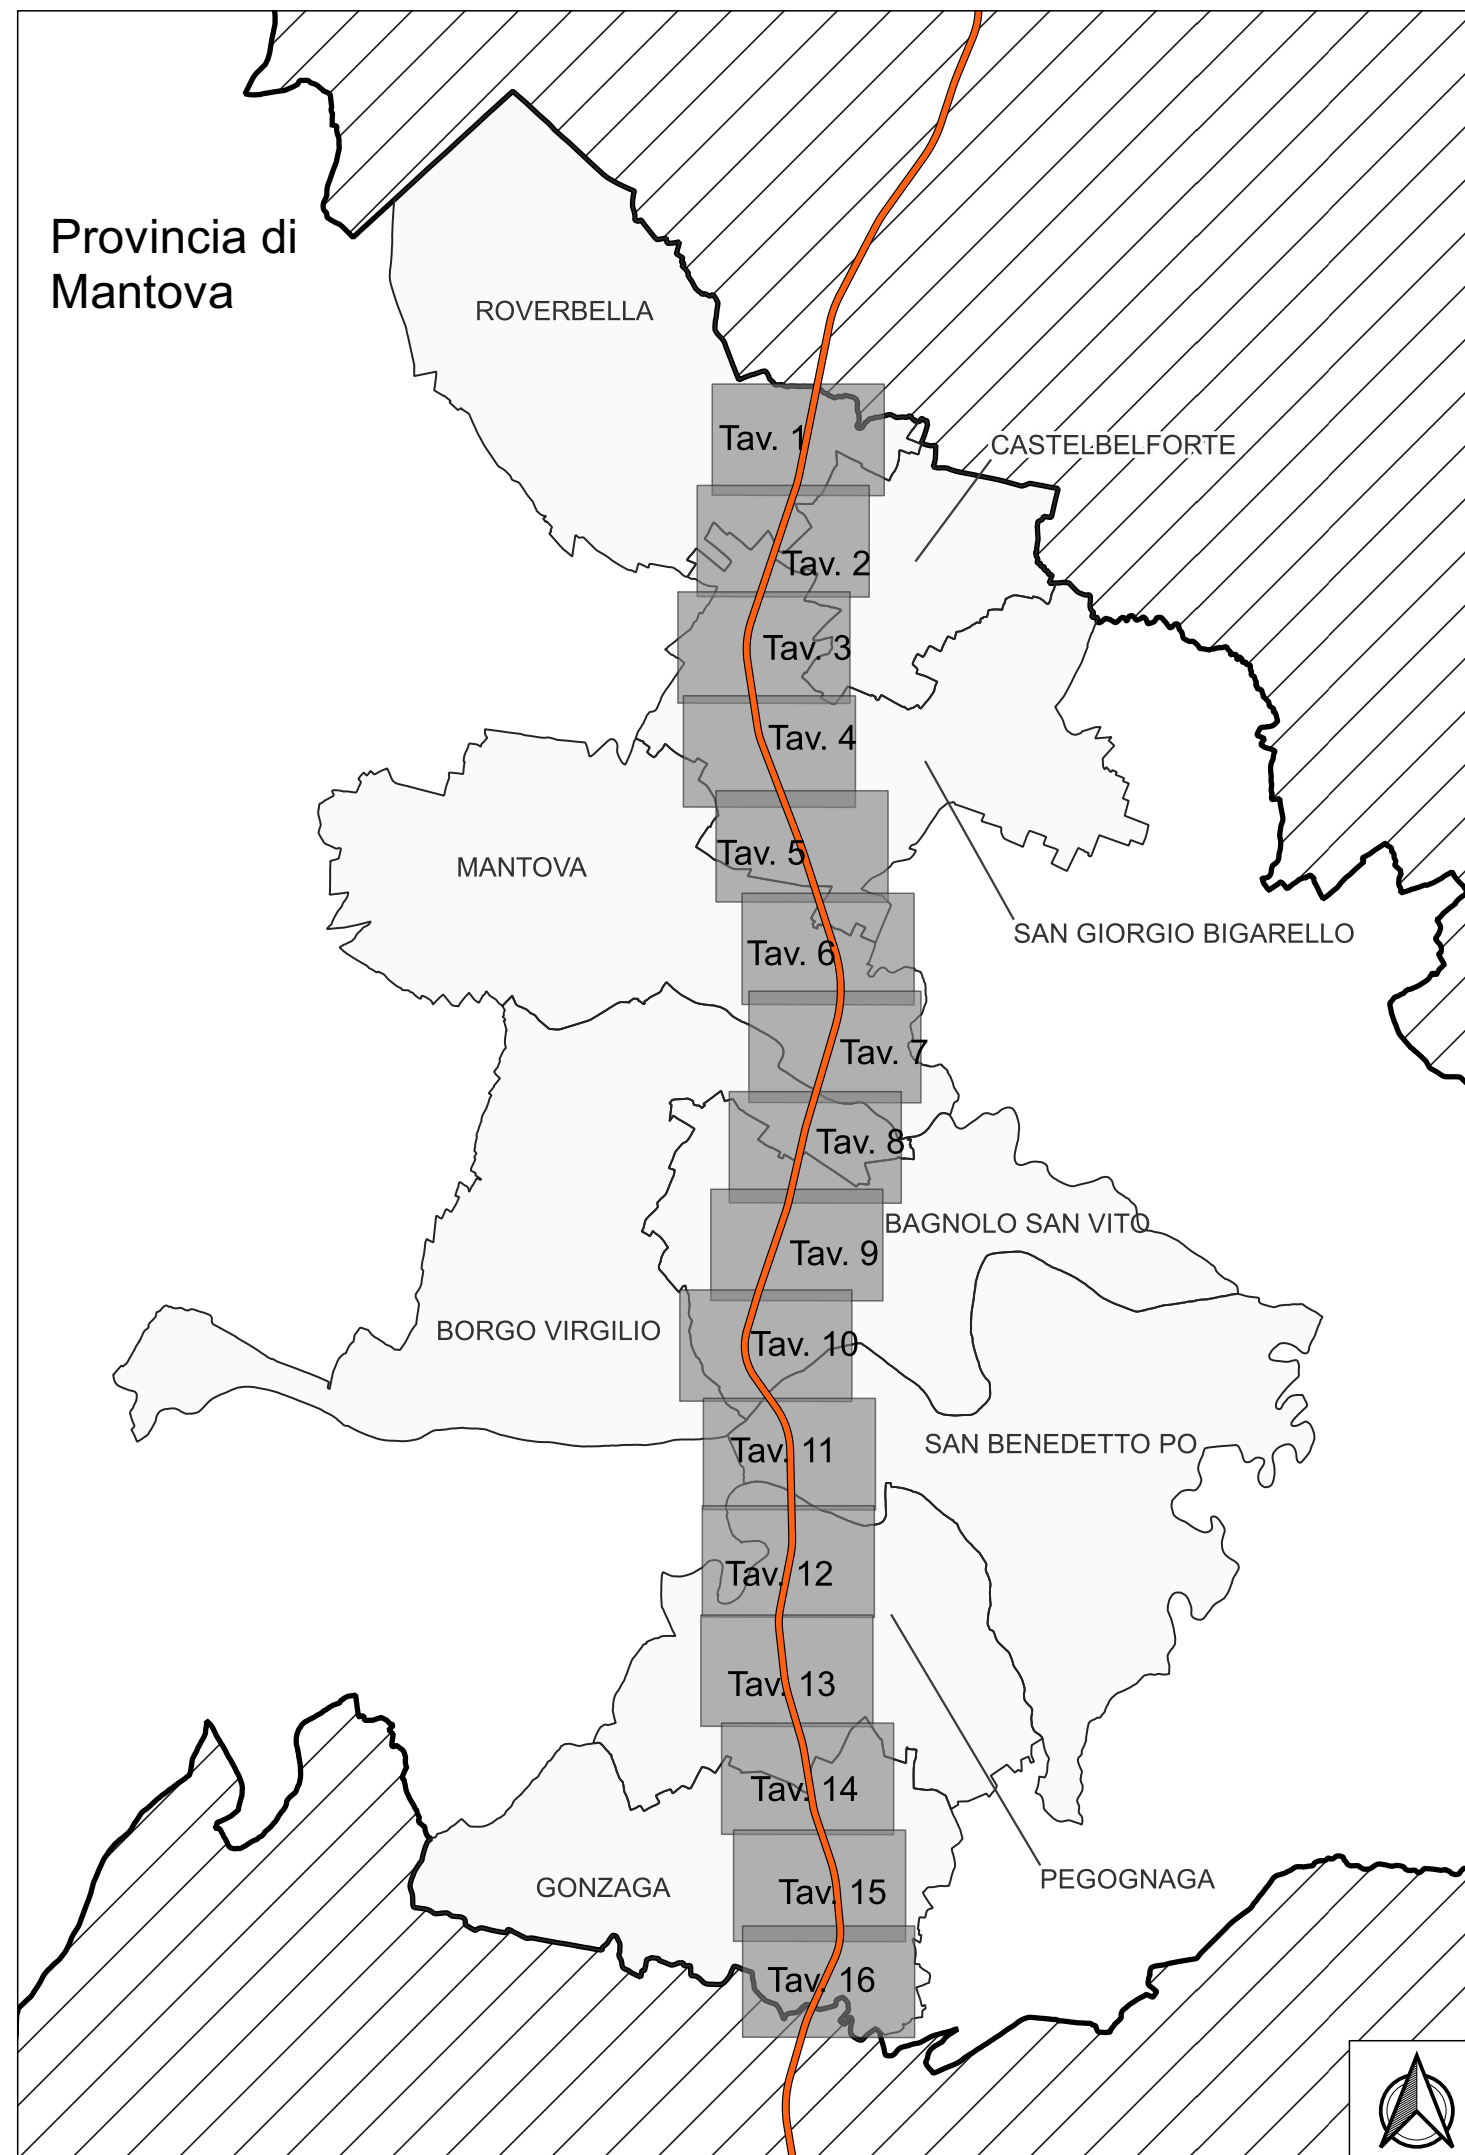 Provincia di
Mantova
ROVERBELLA
Tav. 1
CASTELBELFORTE
Tav. 2
Tav. 3
Tav. 4
Tav. 5
MANTOVA
SAN GIORGIO BIGARELLO
Tav. 6
Tav. 7
Tav. 8
BAGNOLO SAN VITO
Tav. 9
BORGO VIRGILIO
Tav. 10
SAN BENEDETTO PO
Tav. 11
Tav. 12
Tav. 13
Tav. 14
PEGOGNAGA
GONZAGA
Tav. 15
Tav. 16